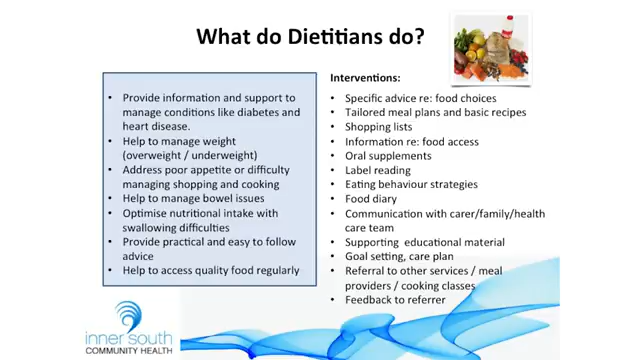 What do Dietitians do?
• Provide information and support to
manage conditions like diabetes and
heart disease.
• Help to manage weight
(overweight / underweight)
• Address poor appetite or difficulty
managing shopping and cooking
• Help to manage bowel issues
• Optimise nutritional intake with
swallowing difficulties
• Provide practical and easy to follow
advice
• Help to access quality food regularly
Interventions:
• Specific advice re: food choices
• Tailored meal plans and basic recipes
• Shopping lists
• Information re: food access
• Oral supplements
• Label reading
• Eating behaviour strategies
• Food diary
• Communication with carer/family/health
care team
• Supporting educational material
• Goal setting, care plan
• Referral to other services / meal
providers / cooking classes
• Feedback to referrer
inner south
COMMUNITY HEALTH